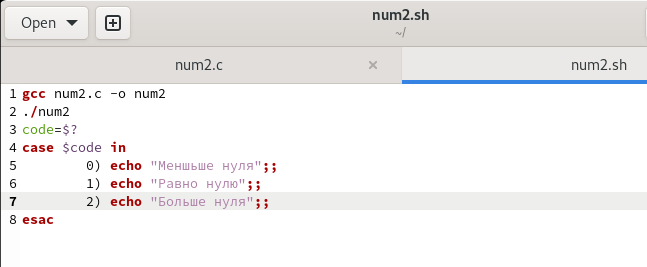 Open
num2.sh
~/
num2.c ×
num2.sh
1 gcc num2.c -o num2
2 ./num2
3 code=$?
4 case $code in
5 0) echo "Меншьше нуля";;
6 1) echo "Равно нулю";;
7 2) echo "Больше нуля";;
8 esac